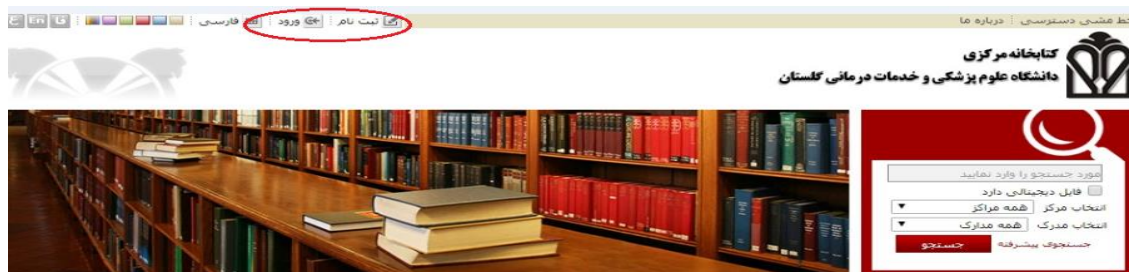 خط مشی دسترسی | درباره ما
ثبت نام | ورود | فارسی
ع En ف
کتابخانه مرکزی
دانشگاه علوم پزشکی و خدمات درمانی گلستان
مورد جستجو را وارد نمایید
فایل دیجیتالی دارد
انتخاب مرکز همه مراکز
انتخاب مدرک همه مدارک
جستجوی پیشرفته جستجو